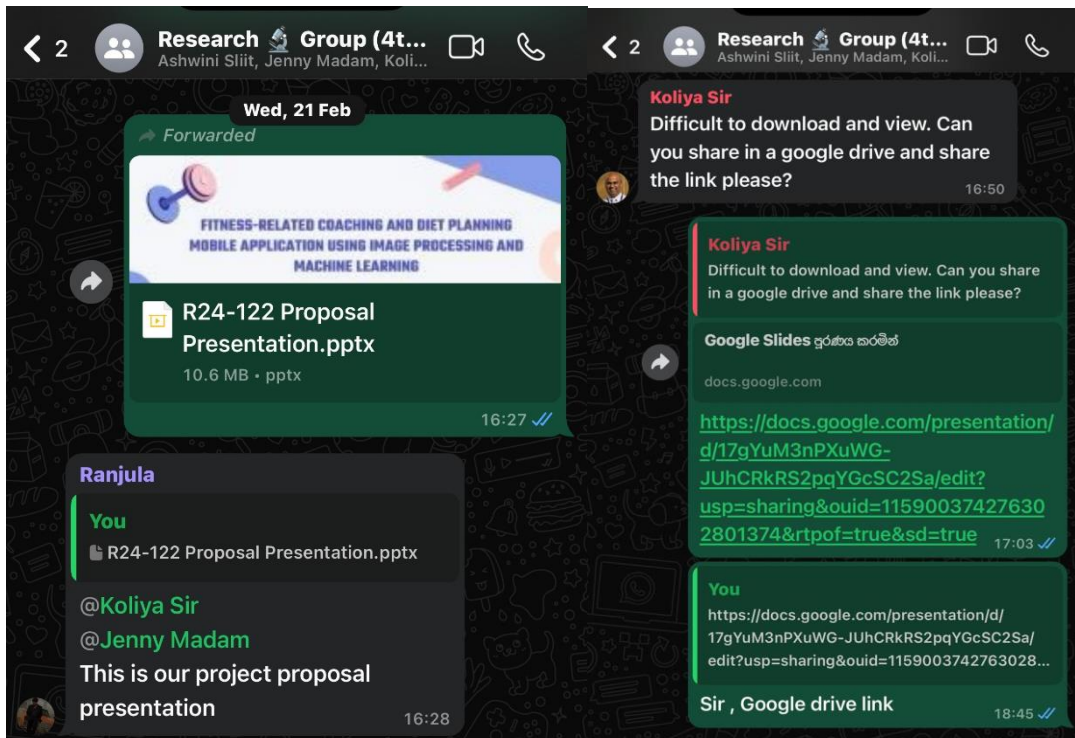 2
Research 🔬 Group (4t...
Ashwini Sliit, Jenny Madam, Koli...
Wed, 21 Feb
Forwarded
FITNESS-RELATED COACHING AND DIET PLANNING
MOBILE APPLICATION USING IMAGE PROCESSING AND
MACHINE LEARNING
R24-122 Proposal
Presentation.pptx
10.6 MB • pptx
16:27
Ranjula
You
R24-122 Proposal Presentation.pptx
@Koliya Sir
@Jenny Madam
This is our project proposal
presentation
16:28
2
Research 🔬 Group (4t...
Ashwini Sliit, Jenny Madam, Koli...
Koliya Sir
Difficult to download and view. Can
you share in a google drive and share
the link please?
16:50
Koliya Sir
Difficult to download and view. Can you share
in a google drive and share the link please?
Google Slides පුරණය කරමින්
docs.google.com
https://docs.google.com/presentation/
d/17gYuM3nPXuWG-
JUhCRkRS2pqYGcSC2Sa/edit?
usp=sharing&ouid=11590037427630
2801374&rtpof=true&sd=true
17:03
You
https://docs.google.com/presentation/d/
17gYuM3nPXuWG-JUhCRkRS2pqYGcSC2Sa/
edit?usp=sharing&ouid=1159003742763028...
Sir , Google drive link
18:45